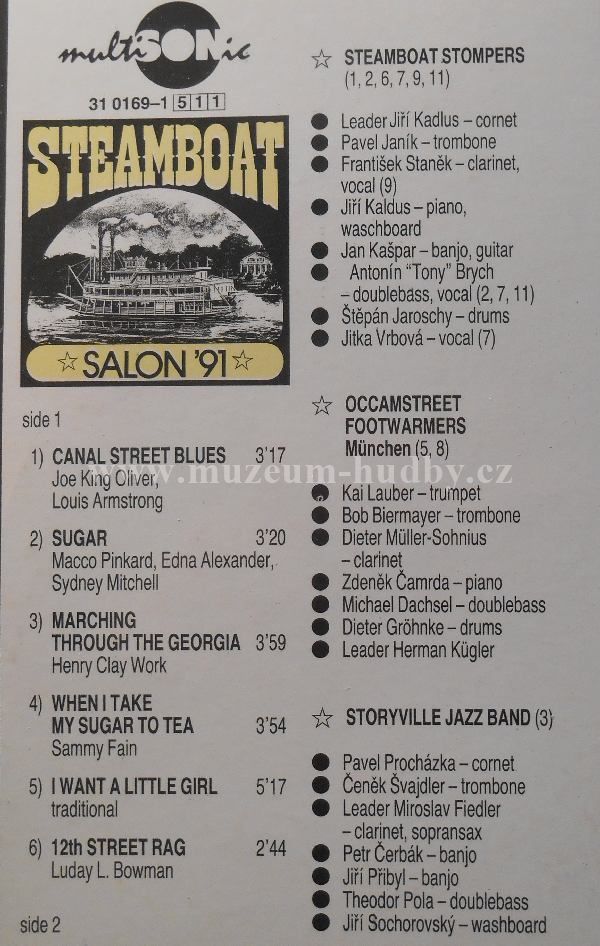 multiSONic
31 0169–1 511
STEAMBOAT
SALON '91
side 1
1) CANAL STREET BLUES 3'17
Joe King Oliver,
Louis Armstrong
2) SUGAR 3'20
Macco Pinkard, Edna Alexander,
Sydney Mitchell
3) MARCHING
THROUGH THE GEORGIA 3'59
Henry Clay Work
4) WHEN I TAKE
MY SUGAR TO TEA 3'54
Sammy Fain
5) I WANT A LITTLE GIRL 5'17
traditional
6) 12th STREET RAG 2'44
Luday L. Bowman
side 2
STEAMBOAT STOMPERS
(1, 2, 6, 7, 9, 11)
Leader Jiří Kadlus – cornet
Pavel Janík – trombone
František Staněk – clarinet,
vocal (9)
Jiří Kaldus – piano,
waschboard
Jan Kašpar – banjo, guitar
Antonín "Tony" Brych
– doublebass, vocal (2, 7, 11)
Štěpán Jaroschy – drums
Jitka Vrbová – vocal (7)
OCCAMSTREET
FOOTWARMERS
München (5, 8)
Kai Lauber – trumpet
Bob Biermayer – trombone
Dieter Müller-Sohnius
– clarinet
Zdeněk Čamrda – piano
Michael Dachsel – doublebass
Dieter Gröhnke – drums
Leader Herman Kügler
STORYVILLE JAZZ BAND (3)
Pavel Procházka – cornet
Čeněk Švajdler – trombone
Leader Miroslav Fiedler
– clarinet, sopransax
Petr Čerbák – banjo
Jiří Přibyl – banjo
Theodor Pola – doublebass
Jiří Sochorovský – washboard
www.muzeum-hudby.cz